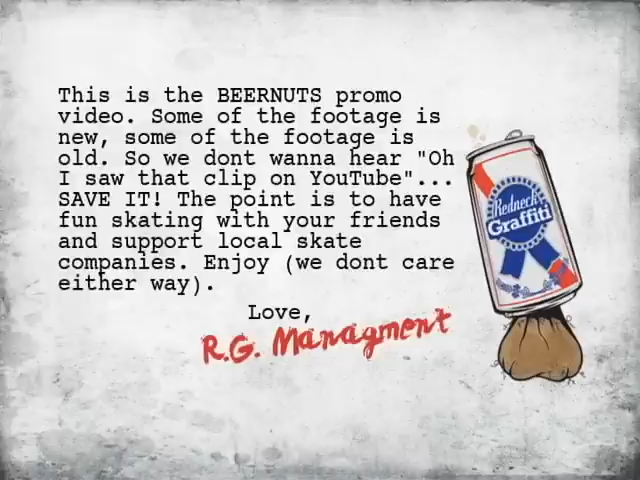 This is the BEERNUTS promo
video. Some of the footage is
new, some of the footage is
old. So we dont wanna hear "Oh
I saw that clip on YouTube"...
SAVE IT! The point is to have
fun skating with your friends
and support local skate
companies. Enjoy (we dont care
either way).
Love,
R.G. Managment
Redneck
Graffiti